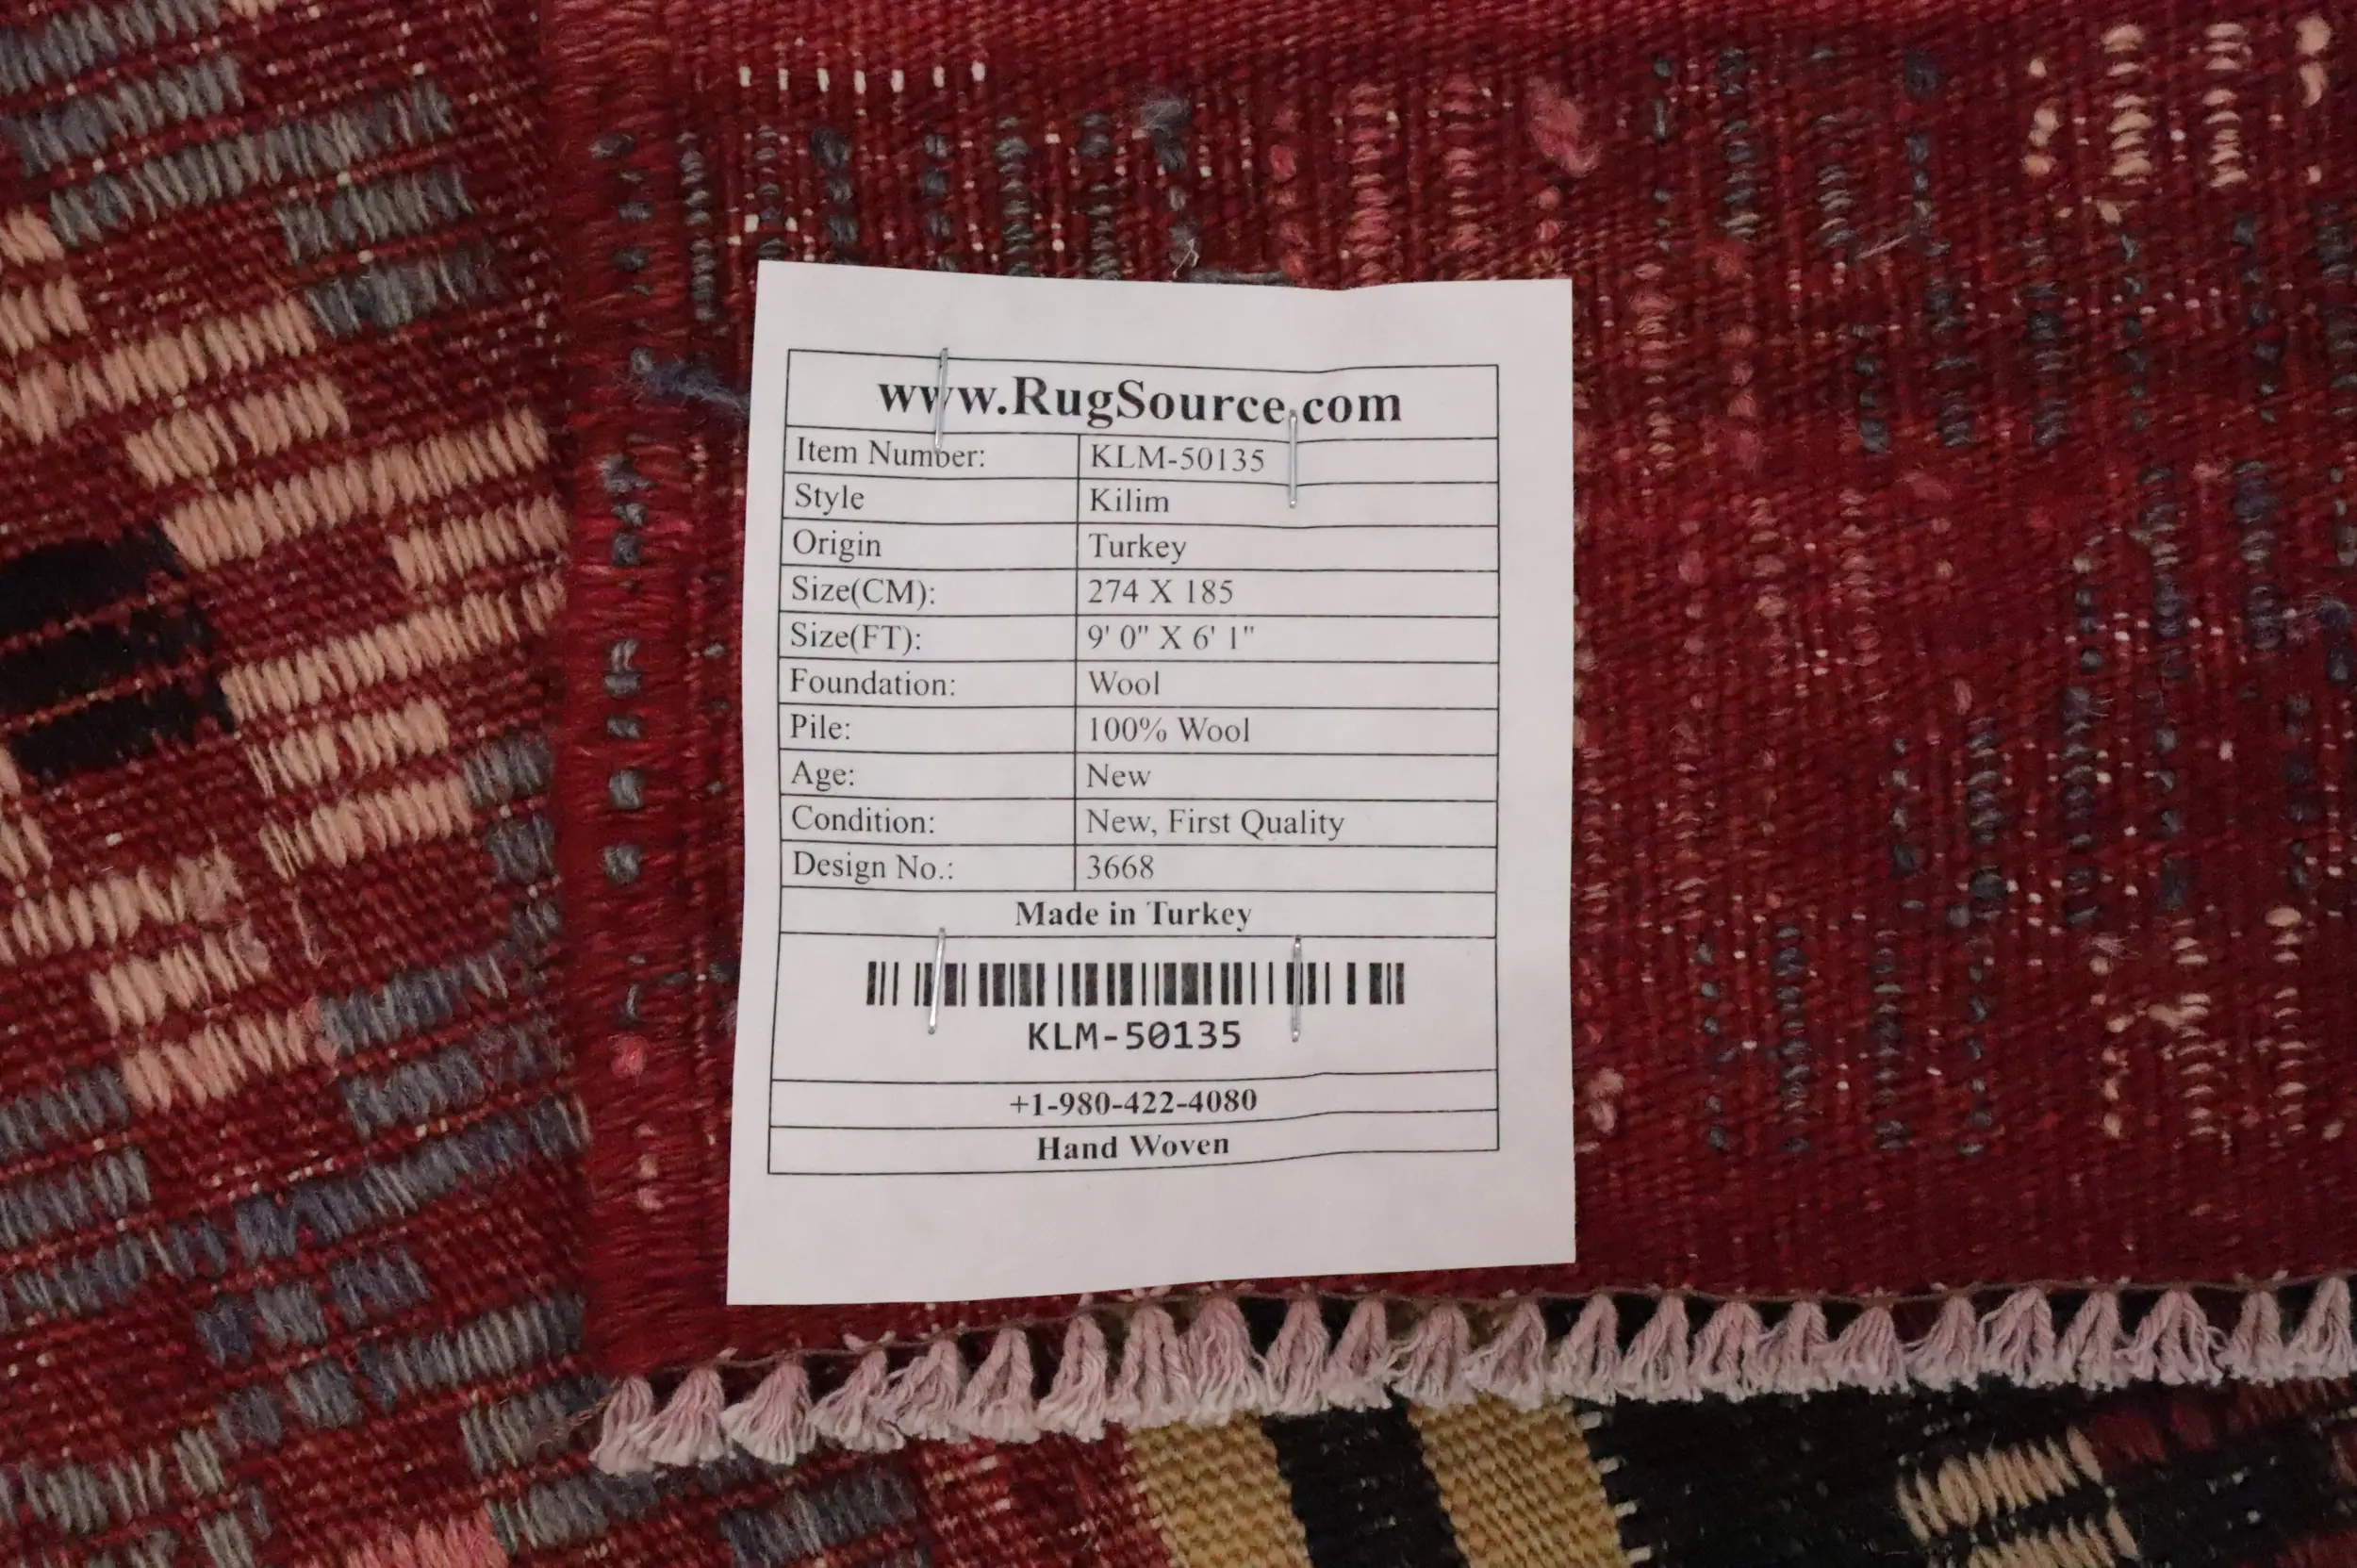 www.RugSource.com
Item Number: KLM-50135
Style Kilim
Origin Turkey
Size(CM): 274 X 185
Size(FT): 9' 0" X 6' 1"
Foundation: Wool
Pile: 100% Wool
Age: New
Condition: New, First Quality
Design No.: 3668
Made in Turkey
KLM-50135
+1-980-422-4080
Hand Woven